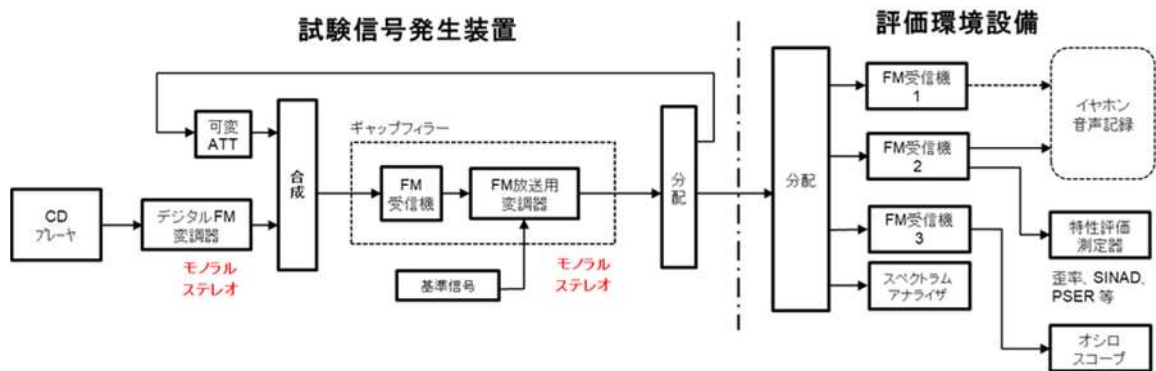 試験信号発生装置
評価環境設備
可変
ATT
合成
ギャップフィラー
FM
受信機
FM放送用
変調器
分配
CD
プレーヤ
デジタルFM
変調器
モノラル
ステレオ
基準信号
モノラル
ステレオ
分配
FM受信機
1
FM受信機
2
FM受信機
3
スペクトラム
アナライザ
イヤホン
音声記録
特性評価
測定器
歪率、SINAD、
PSER 等
オシロ
スコープ